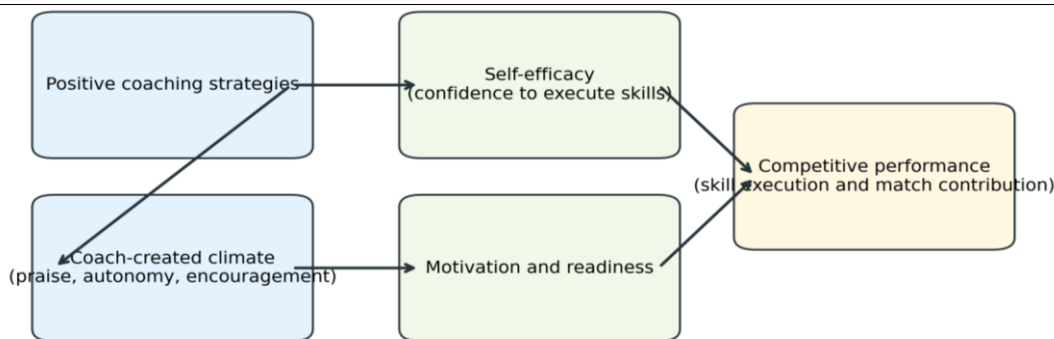 Positive coaching strategies
Self-efficacy
(confidence to execute skills)
Competitive performance
(skill execution and match contribution)
Coach-created climate
(praise, autonomy, encouragement)
Motivation and readiness